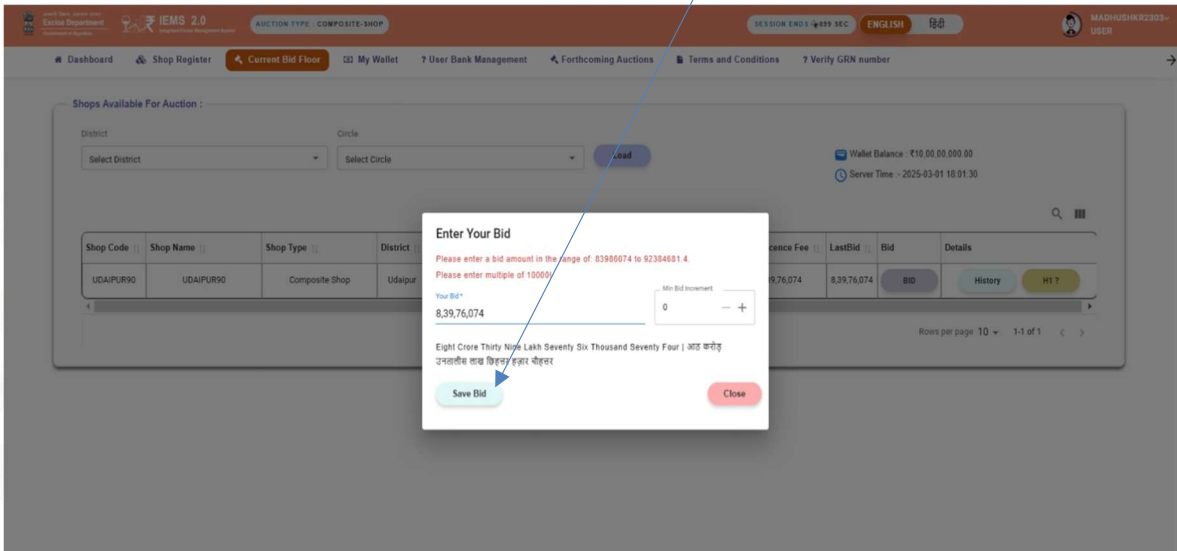 Excise Department
IEMS 2.0
Integrated Excise Management System
AUCTION TYPE : COMPOSITE-SHOP
ENGLISH
हिंदी
MADHUSHKR2303
USER
Dashboard
Shop Register
Current Bid Floor
My Wallet
? User Bank Management
Forthcoming Auctions
Terms and Conditions
? Verify GRN number
Shops Available For Auction :
District
Circle
Select District
Select Circle
Load
Wallet Balance : ₹10,00,00,000.00
Server Time :- 2025-03-01 18:01:30
Shop Code
Shop Name
Shop Type
District
cence Fee
LastBid
Bid
Details
UDAIPUR90
UDAIPUR90
Composite Shop
Udaipur
8,39,76,074
BID
History
H1 ?
Rows per page 10
1-1 of 1
Enter Your Bid
Please enter a bid amount in the range of: 83986074 to 92384681.4.
Please enter multiple of 10000!
Your Bid*
8,39,76,074
Min Bid Increment
0
Eight Crore Thirty Nine Lakh Seventy Six Thousand Seventy Four | आठ करोड़
उनतालीस लाख छिहत्तर हज़ार चौहत्तर
Save Bid
Close